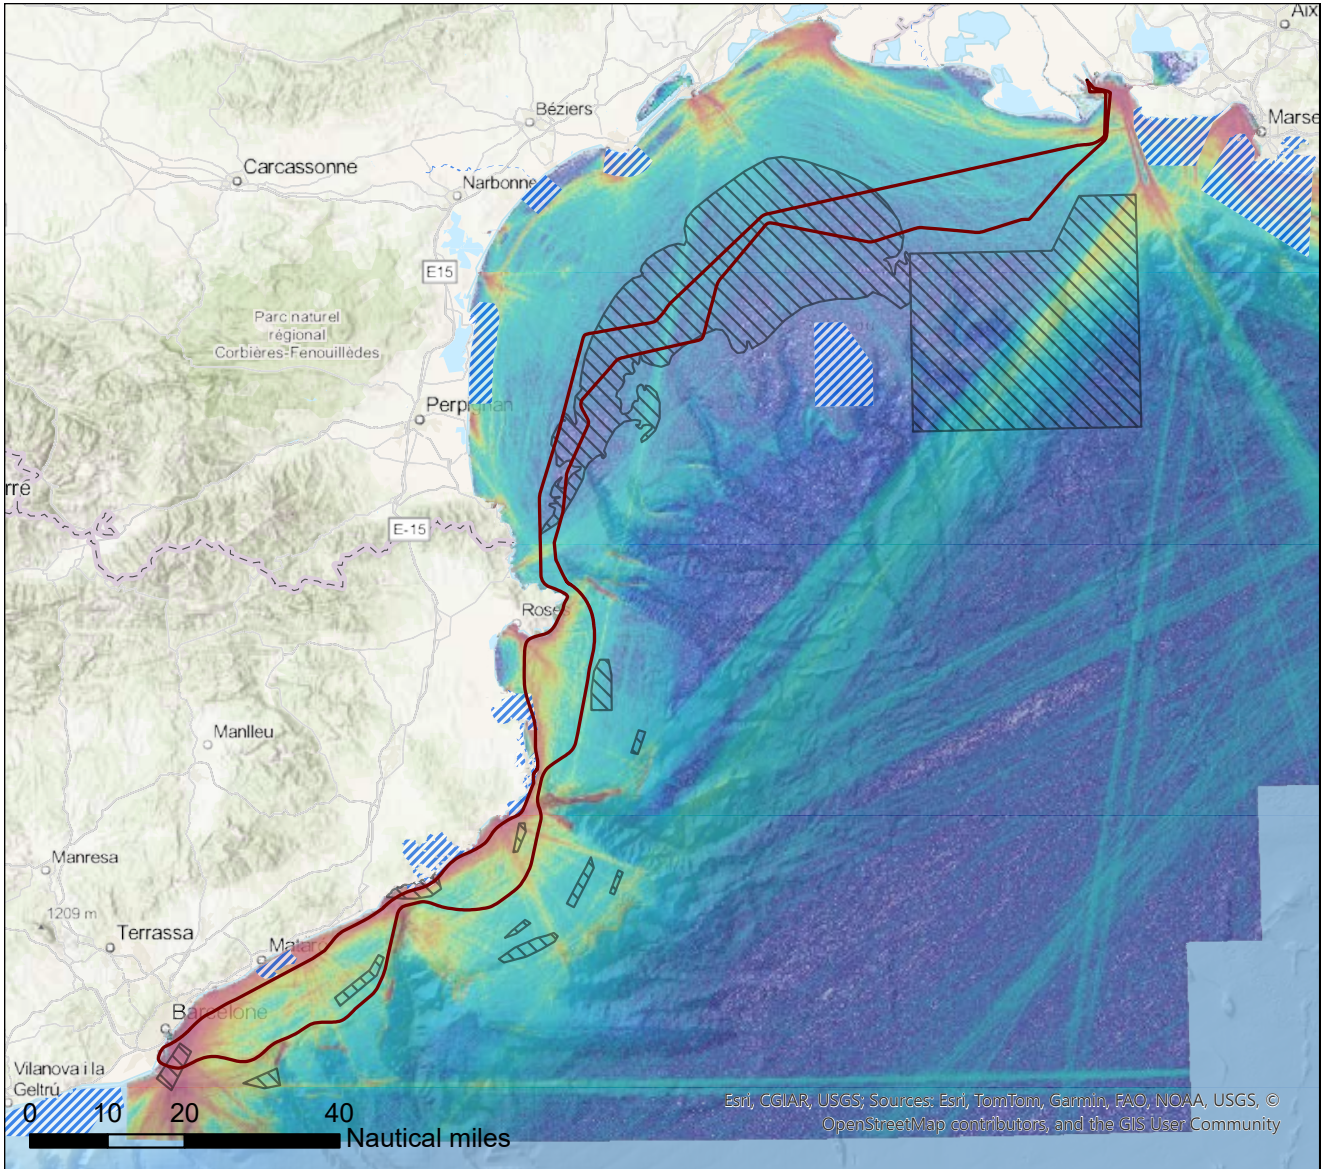 Aix
Béziers
Marse
Carcassonne
Narbonne
E15
Parc naturel
régional
Corbières-Fenouillèdes
Perpignan
rre
E-15
Roses
Manlleu
Manresa
1209 m
Terrassa
Mataró
Barcelone
Vilanova i la
Geltrú
0 10 20 40
Nautical miles
Esri, CGIAR, USGS; Sources: Esri, TomTom, Garmin, FAO, NOAA, USGS, ©
OpenStreetMap contributors, and the GIS User Community